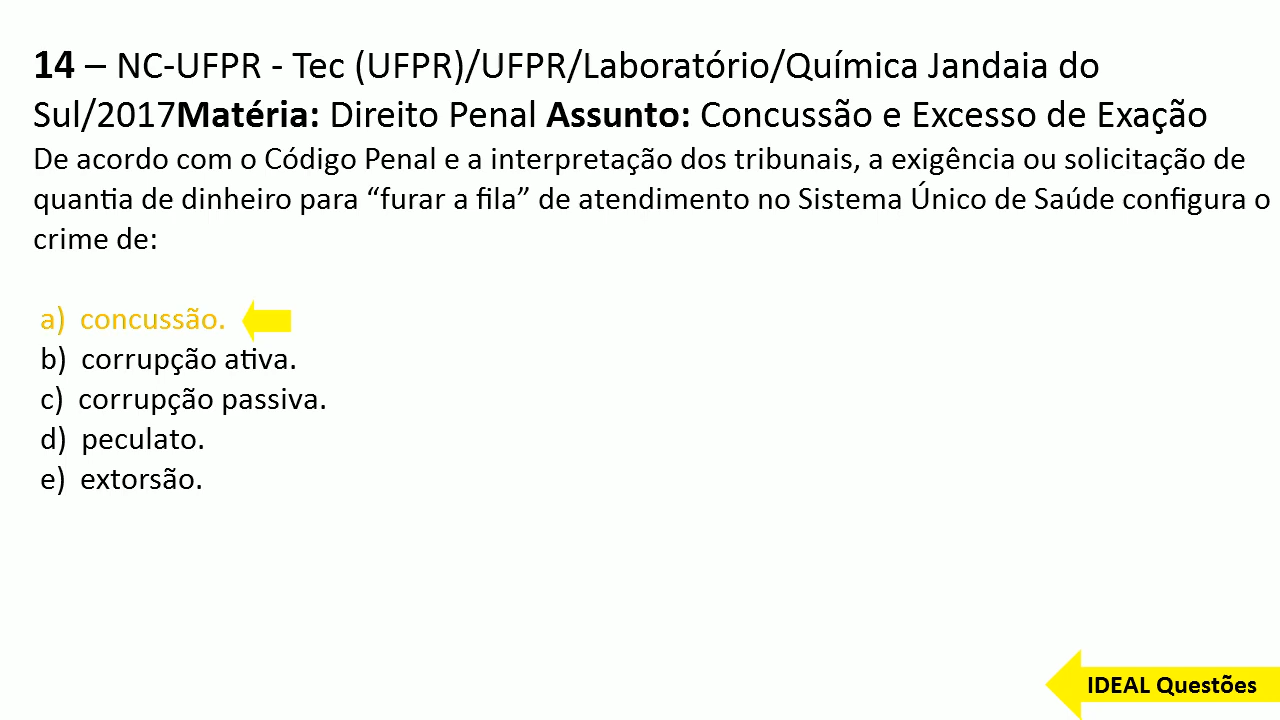 14 – NC-UFPR - Tec (UFPR)/UFPR/Laboratório/Química Jandaia do
Sul/2017Matéria: Direito Penal Assunto: Concussão e Excesso de Exação
De acordo com o Código Penal e a interpretação dos tribunais, a exigência ou solicitação de
quantia de dinheiro para “furar a fila” de atendimento no Sistema Único de Saúde configura o
crime de:
a) concussão.
b) corrupção ativa.
c) corrupção passiva.
d) peculato.
e) extorsão.
IDEAL Questões